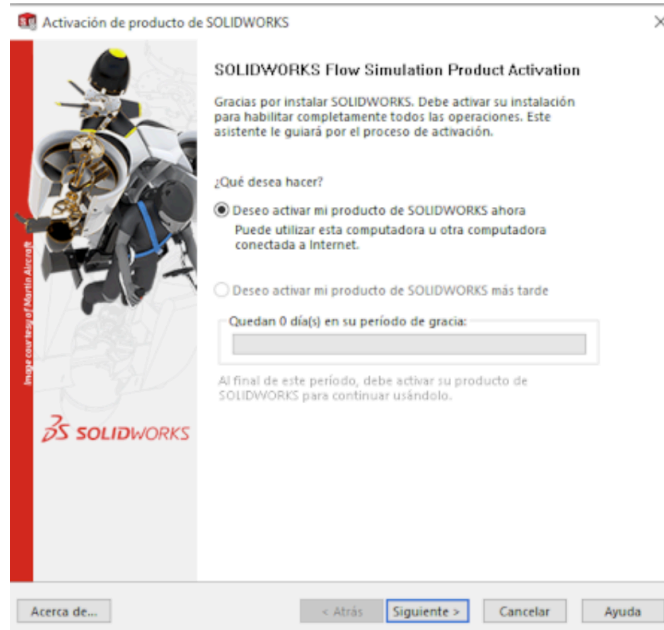 Activación de producto de SOLIDWORKS
SOLIDWORKS Flow Simulation Product Activation
Gracias por instalar SOLIDWORKS. Debe activar su instalación
para habilitar completamente todos las operaciones. Este
asistente le guiará por el proceso de activación.
¿Qué desea hacer?
Deseo activar mi producto de SOLIDWORKS ahora
Puede utilizar esta computadora u otra computadora
conectada a Internet.
Deseo activar mi producto de SOLIDWORKS más tarde
Quedan 0 día(s) en su período de gracia:
Al final de este período, debe activar su producto de
SOLIDWORKS para continuar usándolo.
Image courtesy of Martin Aircraft
SOLIDWORKS
Acerca de...
< Atrás
Siguiente >
Cancelar
Ayuda